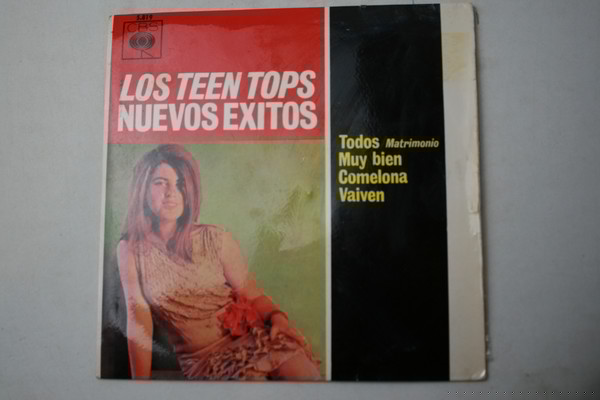 CBS
LOS TEEN TOPS
NUEVOS EXITOS
Todos Matrimonio
Muy bien
Comelona
Vaiven